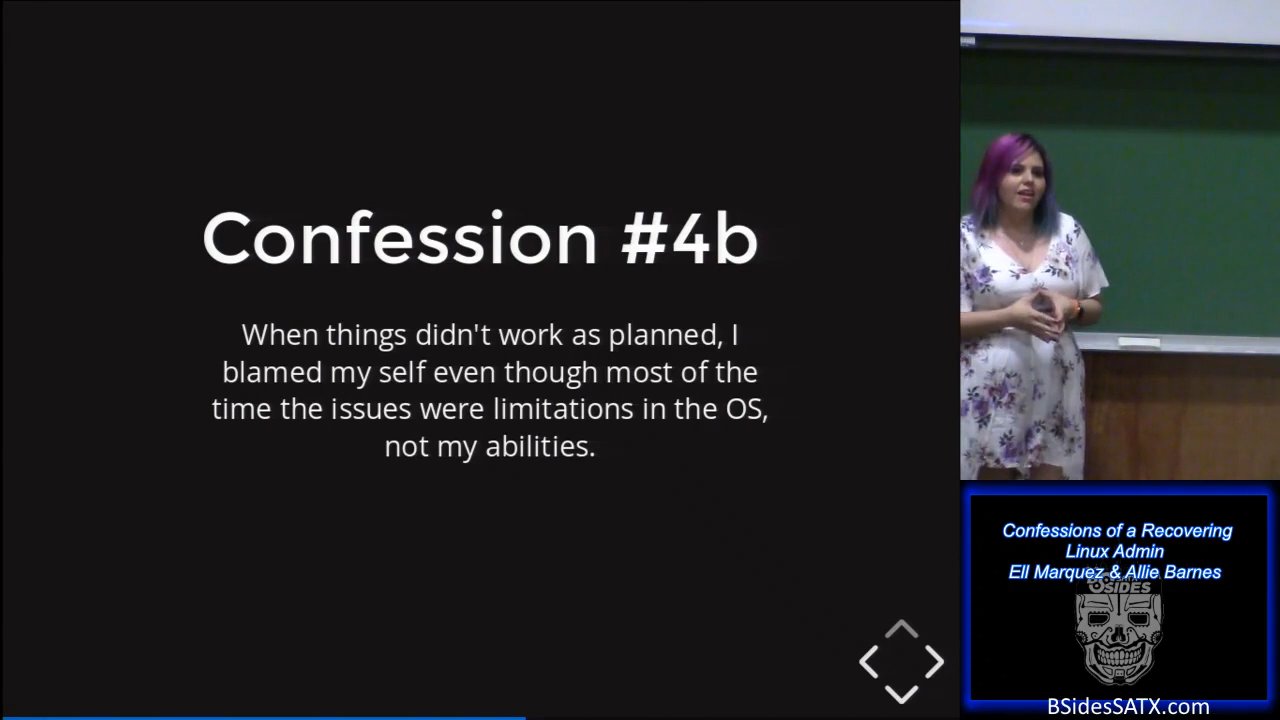 Confession #4b
When things didn't work as planned, I
blamed my self even though most of the
time the issues were limitations in the OS,
not my abilities.
Confessions of a Recovering
Linux Admin
Ell Marquez & Allie Barnes
BSIDES
BSidesSATX.com